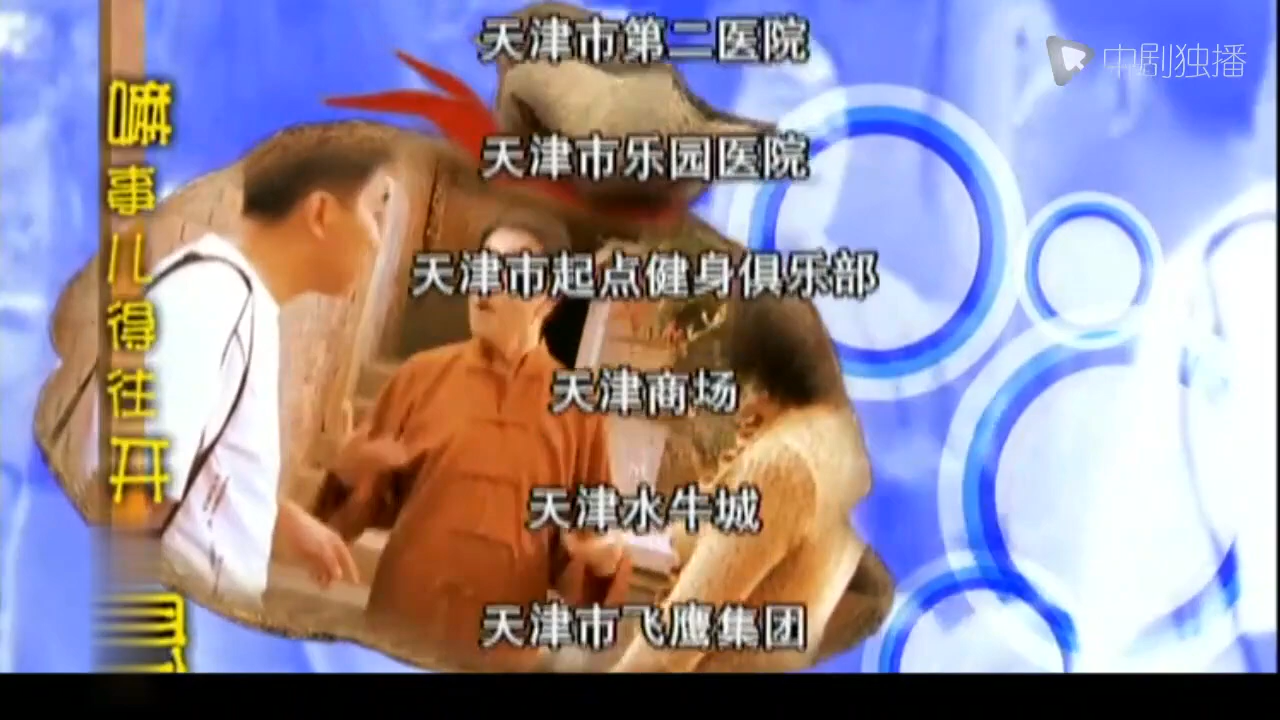 天津市第二医院
中剧独播
天津市乐园医院
天津市起点健身俱乐部
天津商场
天津水牛城
天津市飞鹰集团
嘛事儿得往开